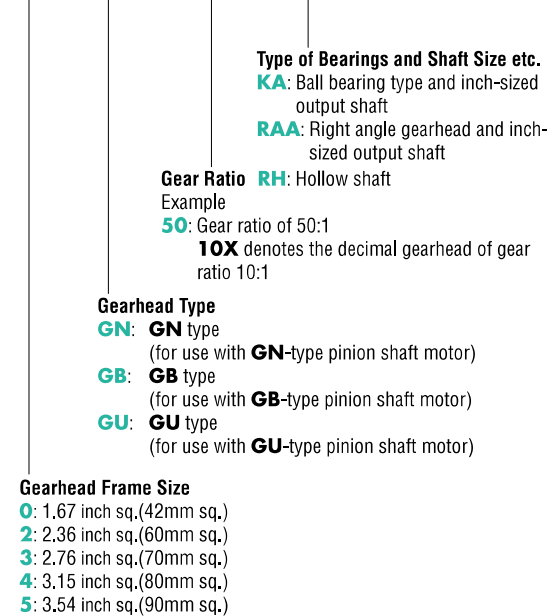 Type of Bearings and Shaft Size etc.
KA: Ball bearing type and inch-sized
output shaft
RAA: Right angle gearhead and inch-
sized output shaft
RH: Hollow shaft
Gear Ratio
Example
50: Gear ratio of 50:1
10X denotes the decimal gearhead of gear
ratio 10:1
Gearhead Type
GN: GN type
(for use with GN-type pinion shaft motor)
GB: GB type
(for use with GB-type pinion shaft motor)
GU: GU type
(for use with GU-type pinion shaft motor)
Gearhead Frame Size
0: 1.67 inch sq.(42mm sq.)
2: 2.36 inch sq.(60mm sq.)
3: 2.76 inch sq.(70mm sq.)
4: 3.15 inch sq.(80mm sq.)
5: 3.54 inch sq.(90mm sq.)